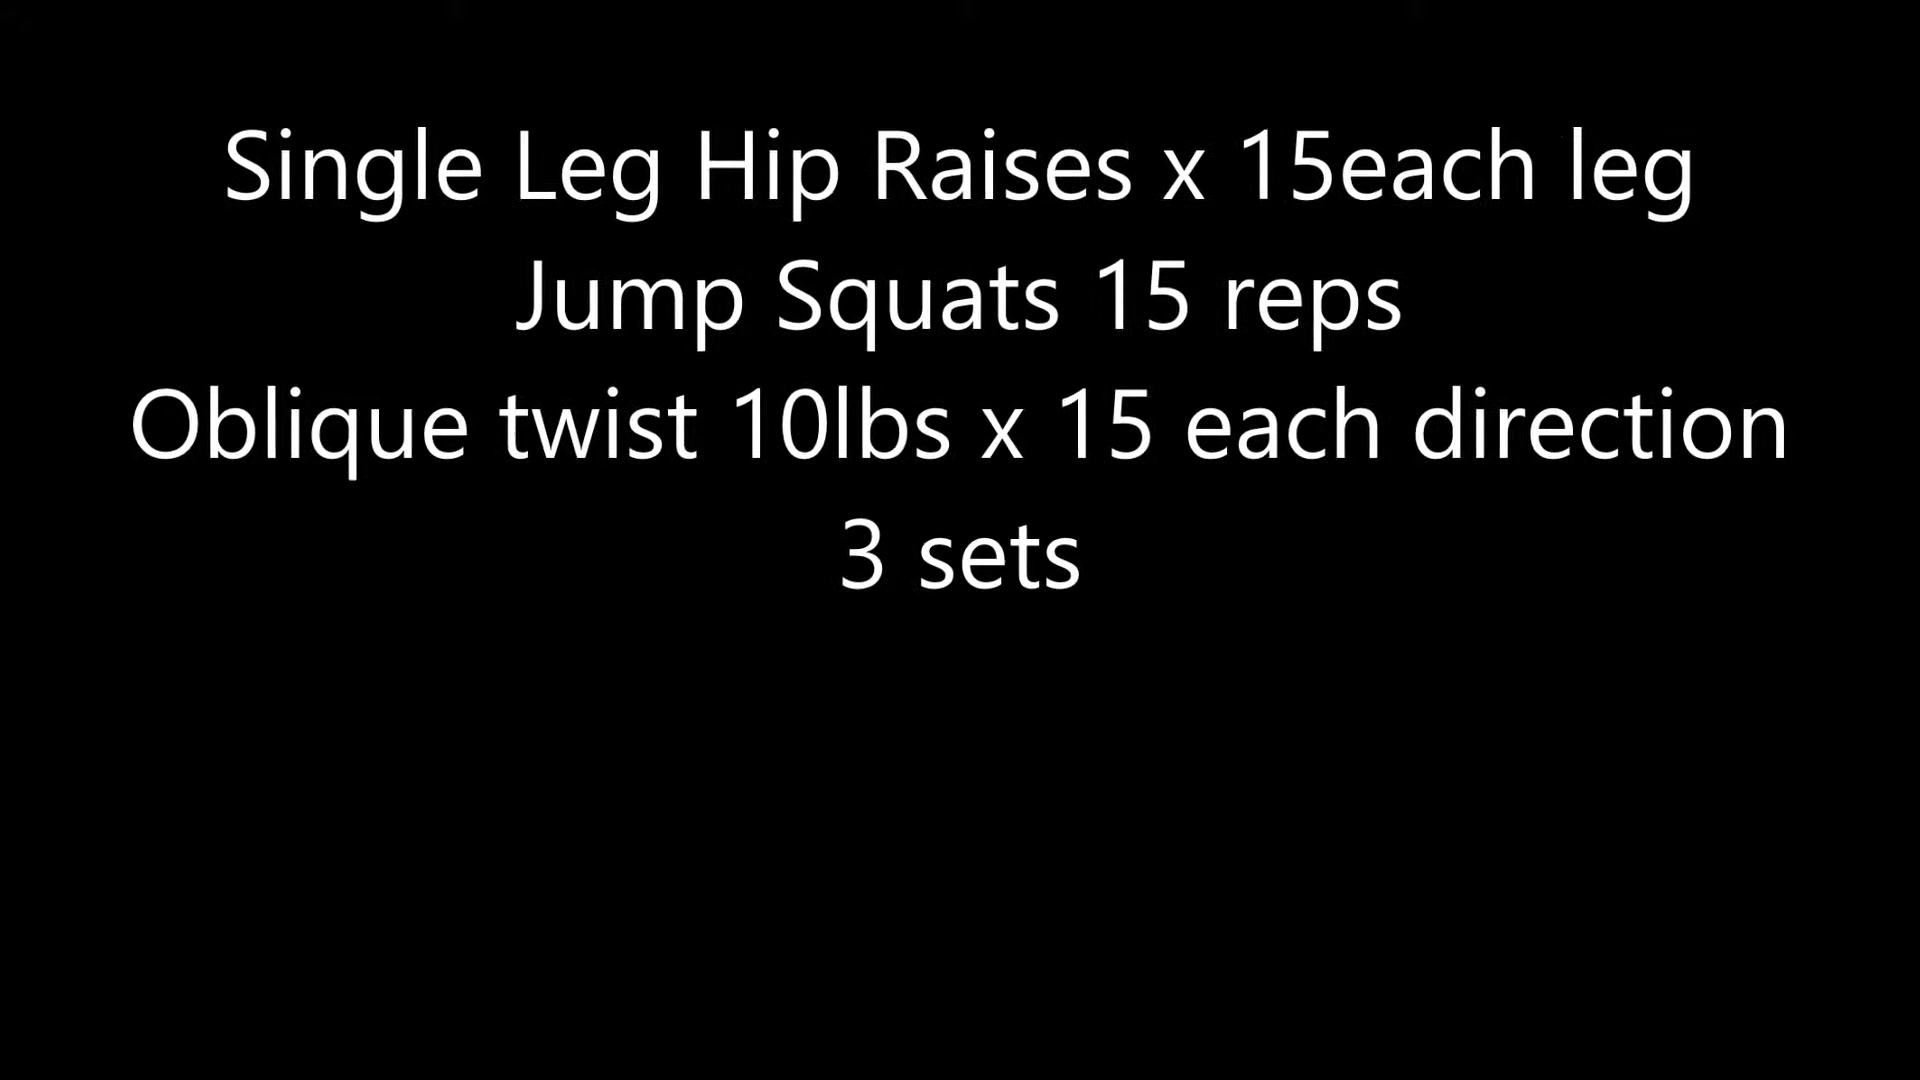 Single Leg Hip Raises x 15each leg
Jump Squats 15 reps
Oblique twist 10lbs x 15 each direction
3 sets